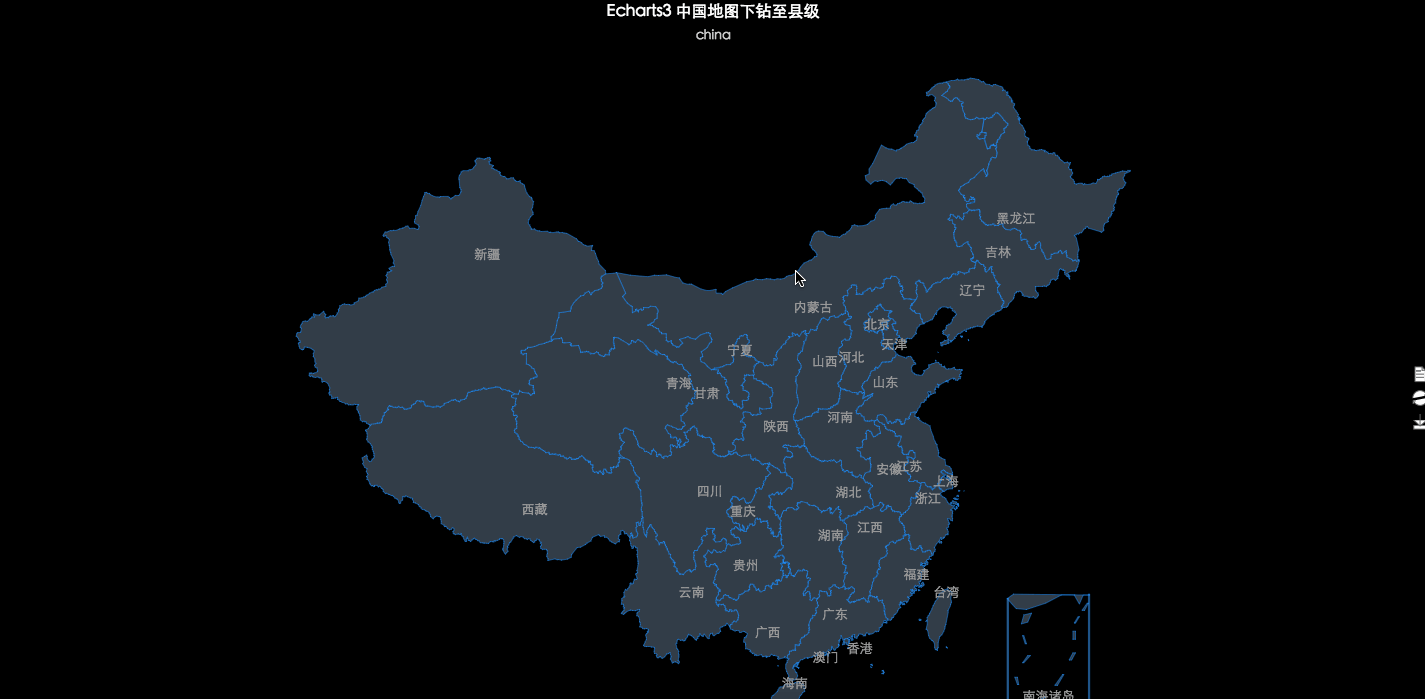 Echarts3 中国地图下钻至县级
china
黑龙江
吉林
新疆
辽宁
内蒙古
北京
天津
宁夏
山西
河北
青海
甘肃
山东
河南
陕西
安徽
江苏
上海
四川
湖北
浙江
西藏
重庆
湖南
江西
贵州
福建
云南
台湾
广东
广西
香港
澳门
海南
南海诸岛